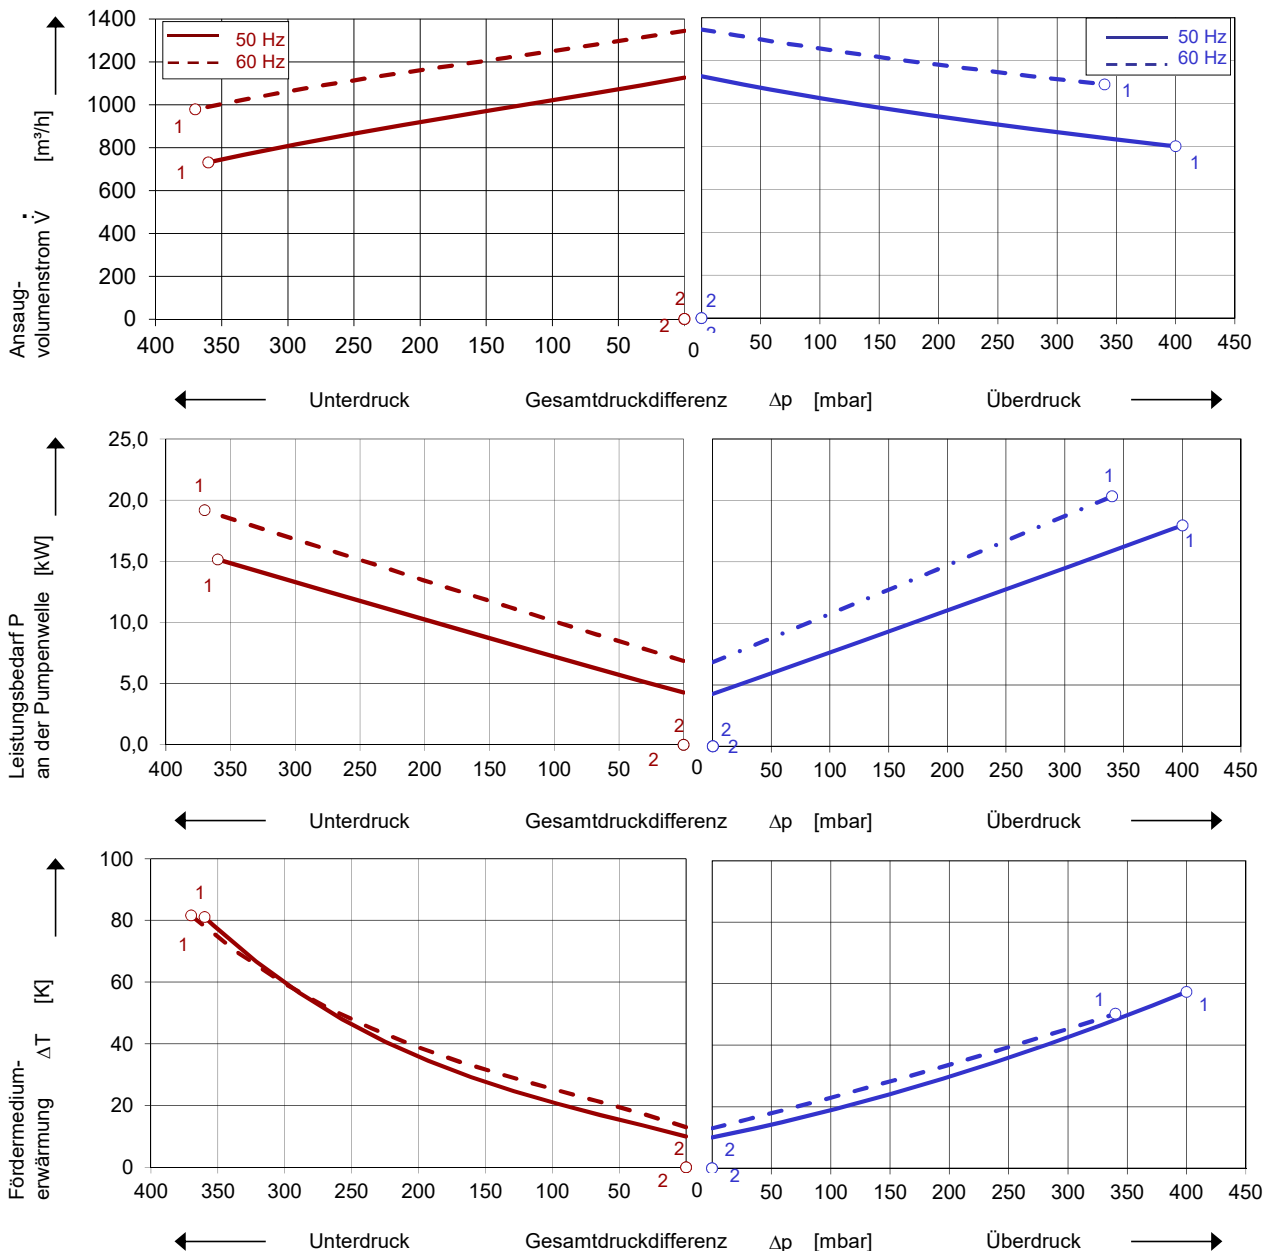 1400
1200
1000
800
600
400
200
0
Ansaug-
volumenstrom V̇ [m³/h]
50 Hz
60 Hz
1
1
2
2
400 350 300 250 200 150 100 50 0
50 Hz
60 Hz
1
1
2
50 100 150 200 250 300 350 400 450
Unterdruck Gesamtdruckdifferenz Δp [mbar] Überdruck
25,0
20,0
15,0
10,0
5,0
0,0
Leistungsbedarf P
an der Pumpenwelle [kW]
1
1
2
2
400 350 300 250 200 150 100 50 0
1
1
2
2
50 100 150 200 250 300 350 400 450
Unterdruck Gesamtdruckdifferenz Δp [mbar] Überdruck
100
80
60
40
20
0
Fördermedium-
erwärmung ΔT [K]
1
1
2
2
400 350 300 250 200 150 100 50 0
1
1
2
2
50 100 150 200 250 300 350 400 450
Unterdruck Gesamtdruckdifferenz Δp [mbar] Überdruck